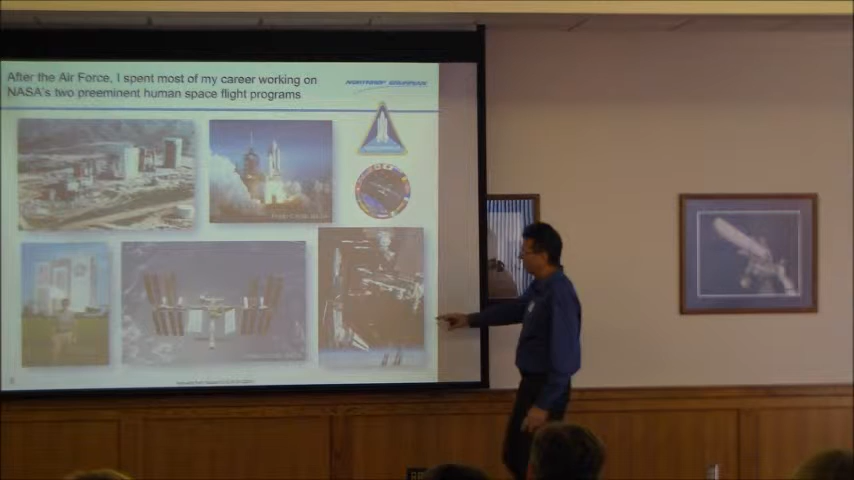 After the Air Force, I spent most of my career working on
NASA's two preeminent human space flight programs
NORTHROP GRUMMAN